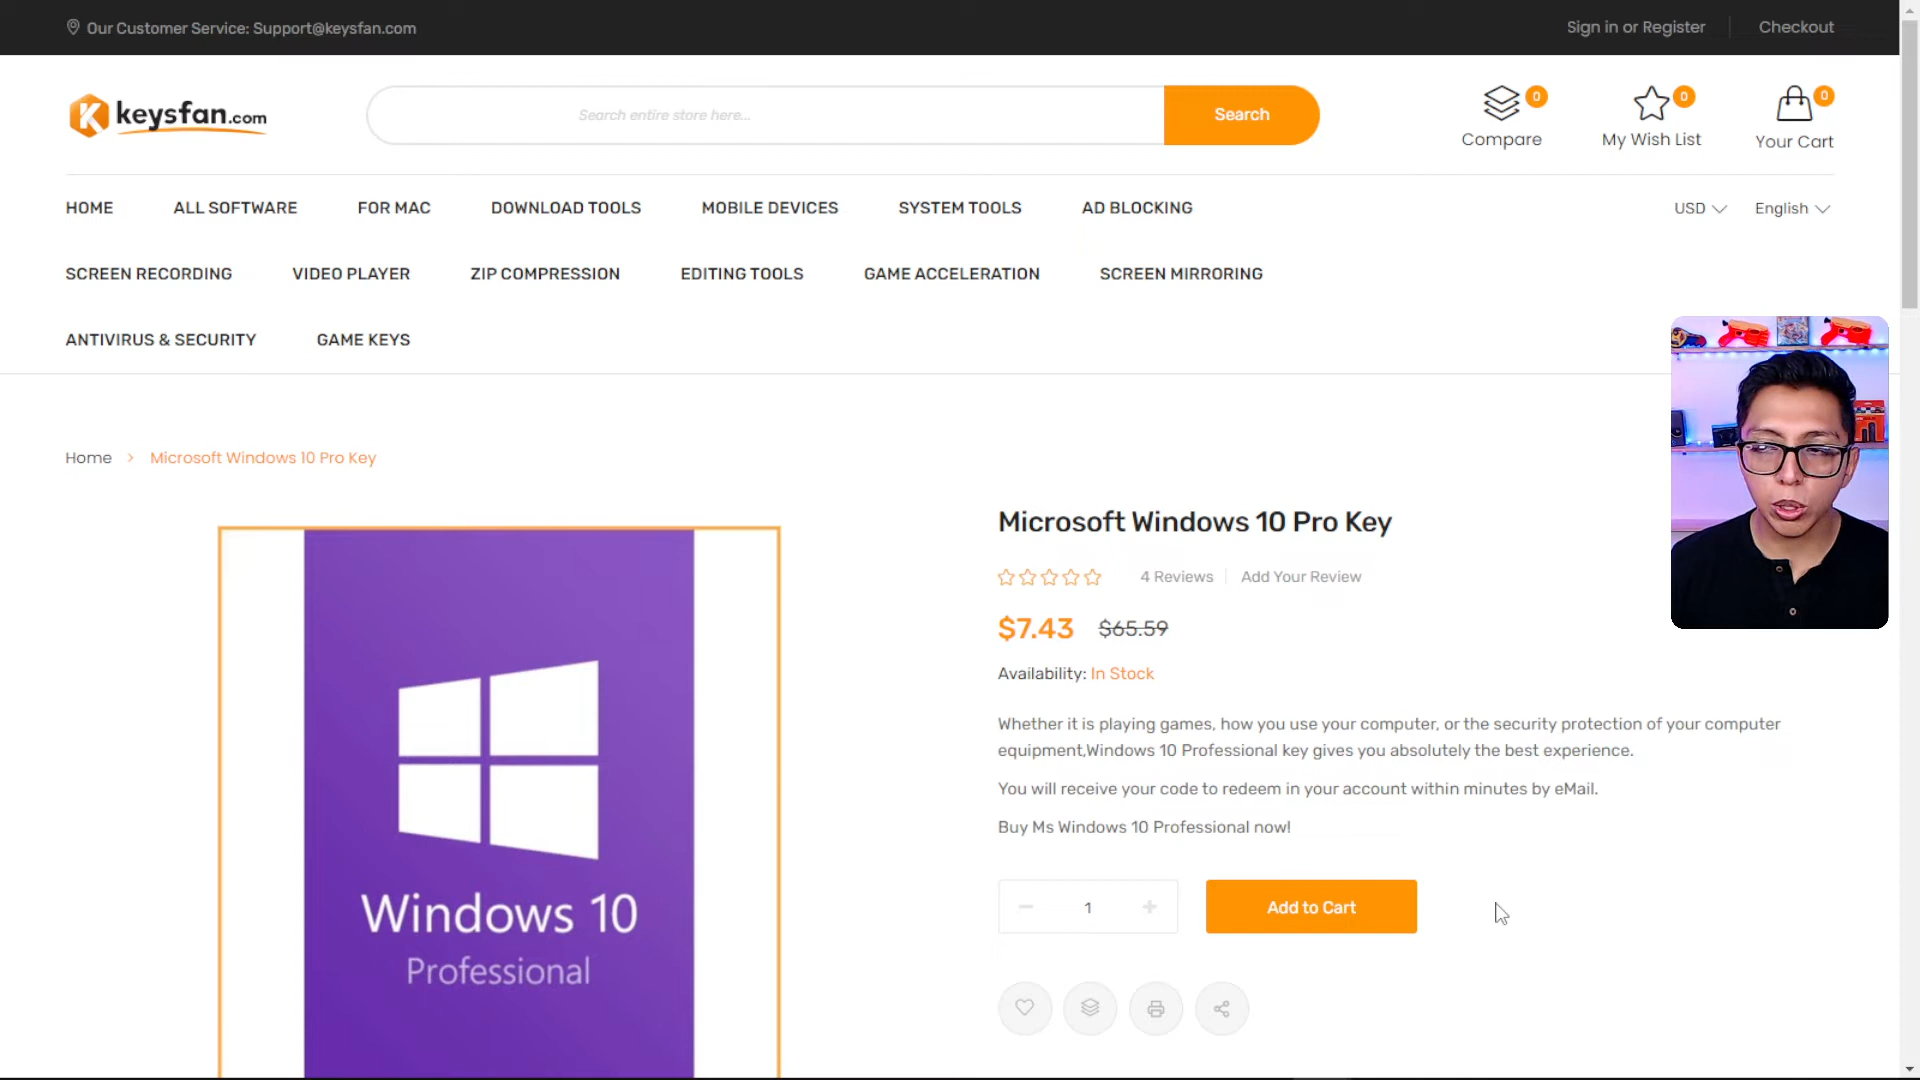 Our Customer Service: Support@keysfan.com
Sign in or Register
Checkout
keysfan.com
Search entire store here...
Search
0
Compare
0
My Wish List
0
Your Cart
HOME
ALL SOFTWARE
FOR MAC
DOWNLOAD TOOLS
MOBILE DEVICES
SYSTEM TOOLS
AD BLOCKING
USD
English
SCREEN RECORDING
VIDEO PLAYER
ZIP COMPRESSION
EDITING TOOLS
GAME ACCELERATION
SCREEN MIRRORING
ANTIVIRUS & SECURITY
GAME KEYS
Home > Microsoft Windows 10 Pro Key
Windows 10
Professional
Microsoft Windows 10 Pro Key
4 Reviews
Add Your Review
$7.43 $65.59
Availability: In Stock
Whether it is playing games, how you use your computer, or the security protection of your computer
equipment,Windows 10 Professional key gives you absolutely the best experience.
You will receive your code to redeem in your account within minutes by eMail.
Buy Ms Windows 10 Professional now!
1
Add to Cart